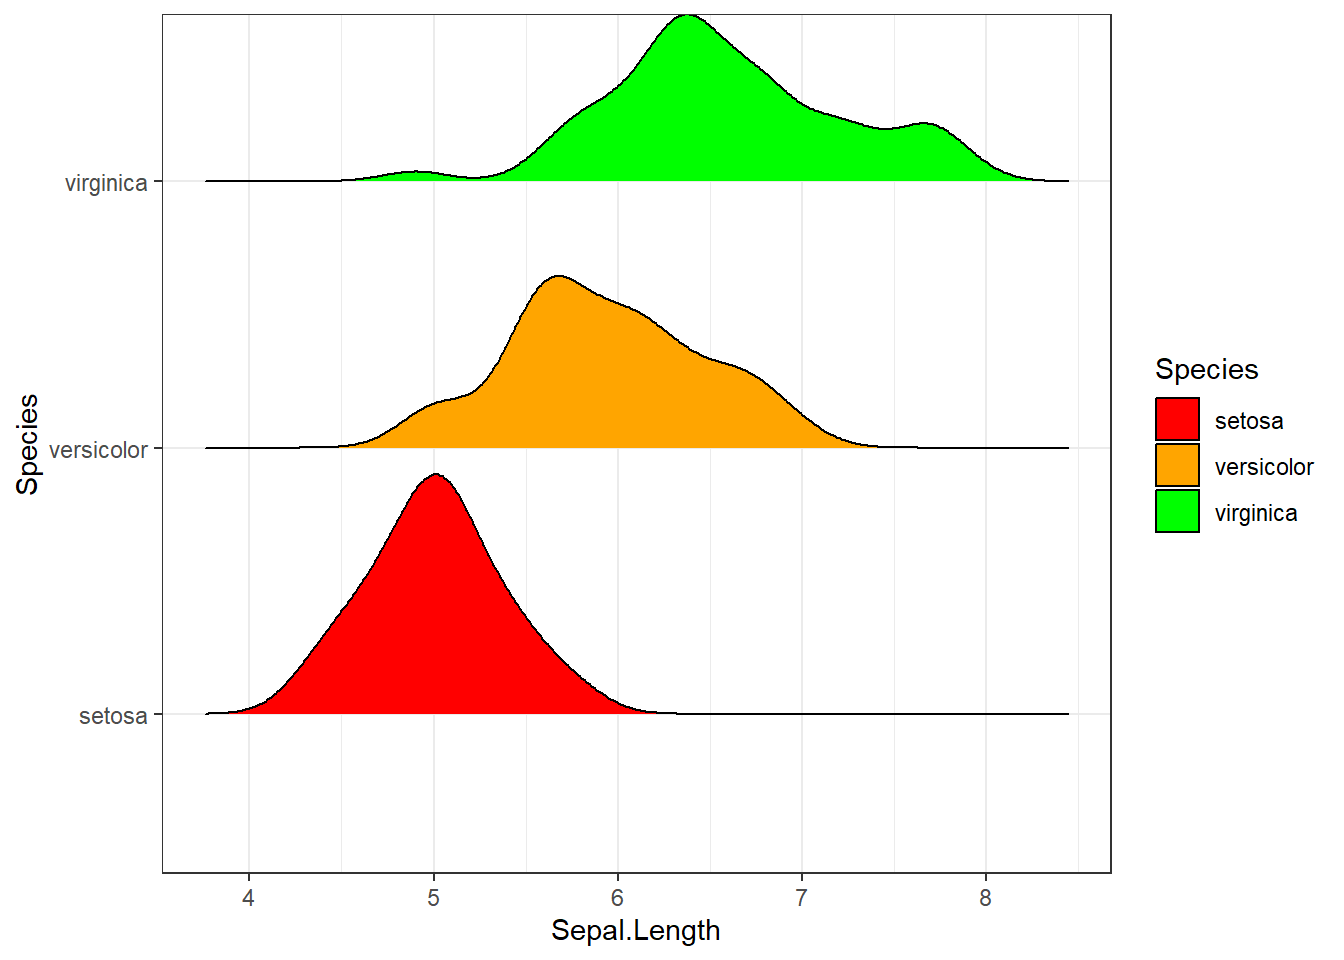 virginica
versicolor
setosa
Species
4 5 6 7 8
Sepal.Length
Species
setosa
versicolor
virginica